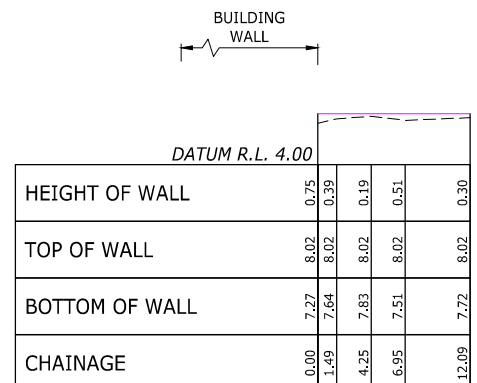 BUILDING
WALL
DATUM R.L. 4.00
HEIGHT OF WALL 0.75 0.39 0.19 0.51 0.30
TOP OF WALL 8.02 8.02 8.02 8.02 8.02
BOTTOM OF WALL 7.27 7.64 7.83 7.51 7.72
CHAINAGE 0.00 1.49 4.25 6.95 12.09